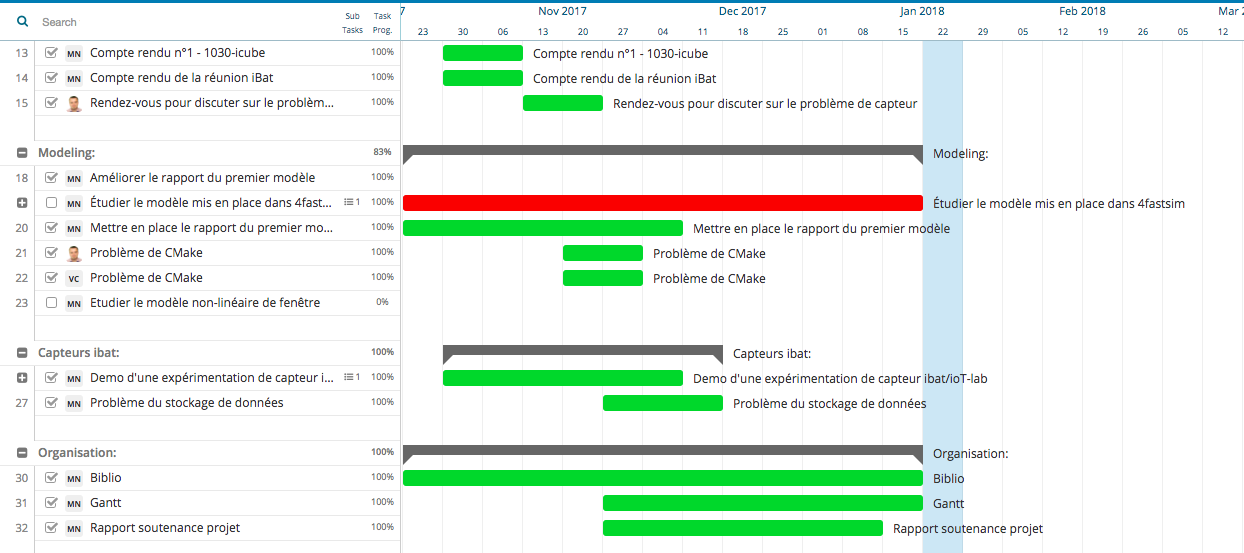 Search
Sub Tasks
Task Prog.
7 Nov 2017 Dec 2017 Jan 2018 Feb 2018 Mar 2
23 30 06 13 20 27 04 11 18 25 01 08 15 22 29 05 12 19 26 05 12
13 MN Compte rendu n°1 - 1030-icube 100% Compte rendu n°1 - 1030-icube
14 MN Compte rendu de la réunion iBat 100% Compte rendu de la réunion iBat
15 Rendez-vous pour discuter sur le problèm... 100% Rendez-vous pour discuter sur le problème de capteur
Modeling: 83% Modeling:
18 MN Améliorer le rapport du premier modèle 100%
MN Étudier le modèle mis en place dans 4fast... 1 100% Étudier le modèle mis en place dans 4fastsim
20 MN Mettre en place le rapport du premier mo... 100% Mettre en place le rapport du premier modèle
21 Problème de CMake 100% Problème de CMake
22 VC Problème de CMake 100% Problème de CMake
23 MN Etudier le modèle non-linéaire de fenêtre 0%
Capteurs ibat: 100% Capteurs ibat:
MN Demo d'une expérimentation de capteur i... 1 100% Demo d'une expérimentation de capteur ibat/ioT-lab
27 MN Problème du stockage de données 100% Problème du stockage de données
Organisation: 100% Organisation:
30 MN Biblio 100% Biblio
31 MN Gantt 100% Gantt
32 MN Rapport soutenance projet 100% Rapport soutenance projet